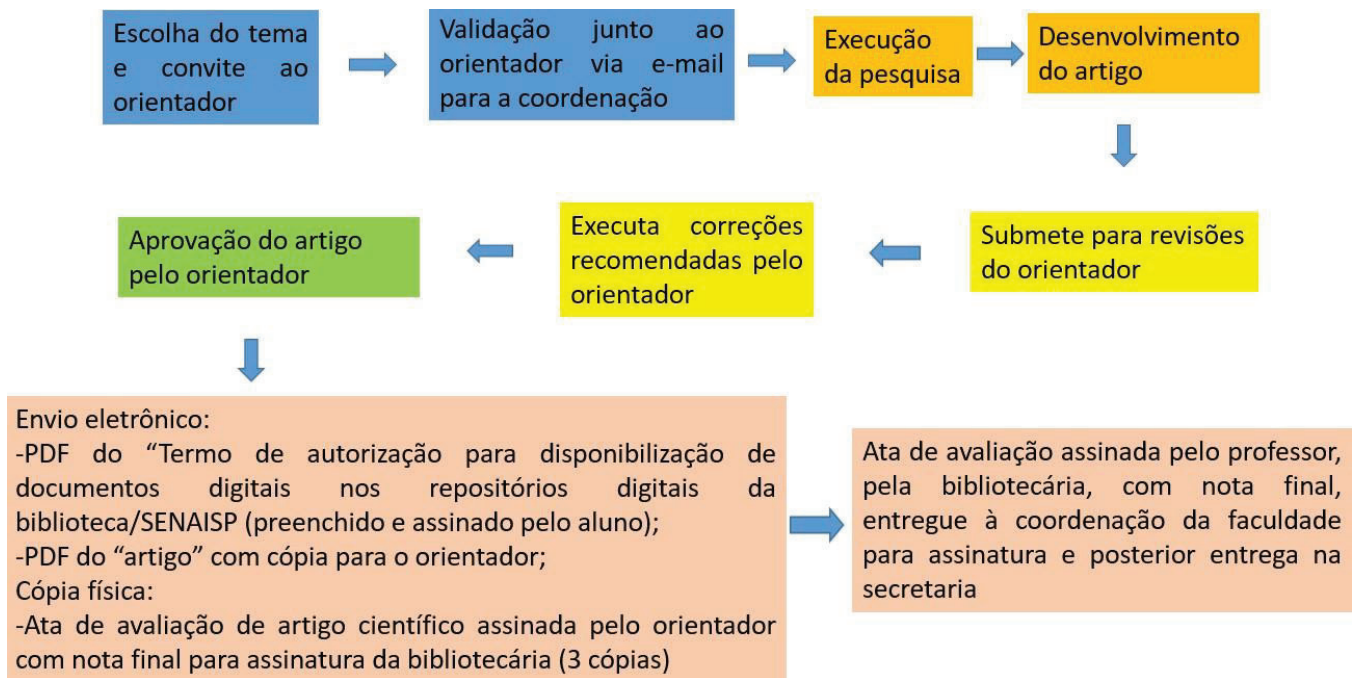 Escolha do tema
e convite ao
orientador
Validação junto ao
orientador via e-mail
para a coordenação
Execução
da pesquisa
Desenvolvimento
do artigo
Submete para revisões
do orientador
Executa correções
recomendadas pelo
orientador
Aprovação do artigo
pelo orientador
Envio eletrônico:
-PDF do “Termo de autorização para disponibilização de
documentos digitais nos repositórios digitais da
biblioteca/SENAISP (preenchido e assinado pelo aluno);
-PDF do “artigo” com cópia para o orientador;
Cópia física:
-Ata de avaliação de artigo científico assinada pelo orientador
com nota final para assinatura da bibliotecária (3 cópias)
Ata de avaliação assinada pelo professor,
pela bibliotecária, com nota final,
entregue à coordenação da faculdade
para assinatura e posterior entrega na
secretaria